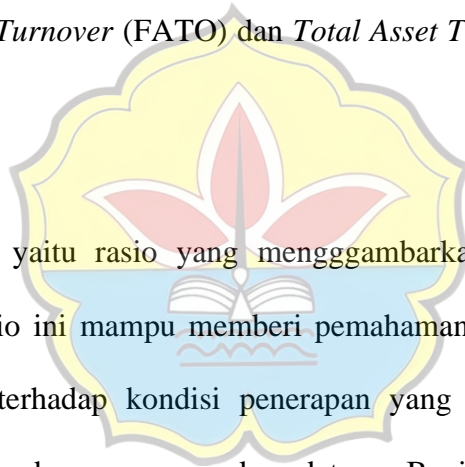 Turnover (FATO) dan Total Asset T
yaitu rasio yang mengggambarka
io ini mampu memberi pemahaman
terhadap kondisi penerapan yang